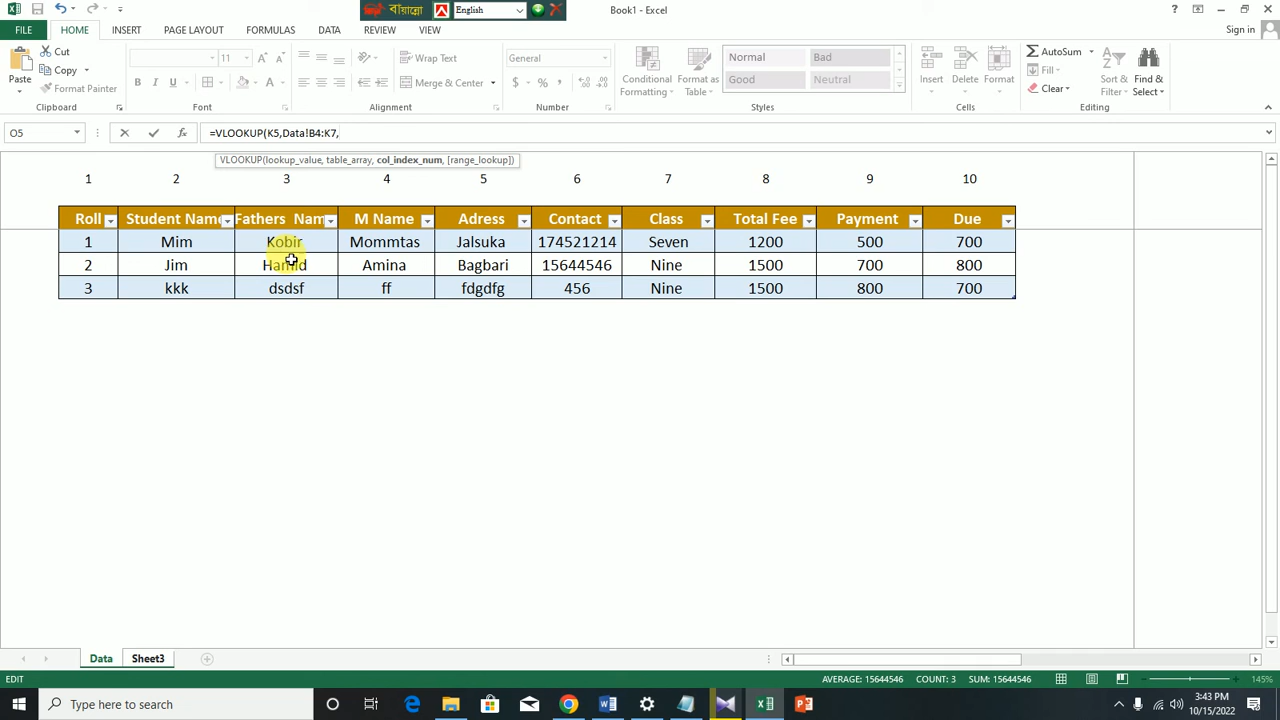 বায়ান্নো English
Book1 - Excel
FILE HOME INSERT PAGE LAYOUT FORMULAS DATA REVIEW VIEW Sign in
Paste Cut Copy Format Painter
11 A A B I U A
Wrap Text Merge & Center
General $ % ,
Conditional Formatting Format as Table
Normal Bad Good Neutral
Insert Delete Format
AutoSum Fill Clear Sort & Filter Find & Select
Clipboard Font Alignment Number Styles Cells Editing
O5 fx =VLOOKUP(K5,Data!B4:K7,
VLOOKUP(lookup_value, table_array, col_index_num, [range_lookup])
1 2 3 4 5 6 7 8 9 10
Roll Student Name Fathers Nam M Name Adress Contact Class Total Fee Payment Due
1 Mim Kobir Mommtas Jalsuka 174521214 Seven 1200 500 700
2 Jim Hamid Amina Bagbari 15644546 Nine 1500 700 800
3 kkk dsdsf ff fdgdfg 456 Nine 1500 800 700
Data Sheet3
EDIT AVERAGE: 15644546 COUNT: 3 SUM: 15644546 145%
Type here to search
3:43 PM
10/15/2022